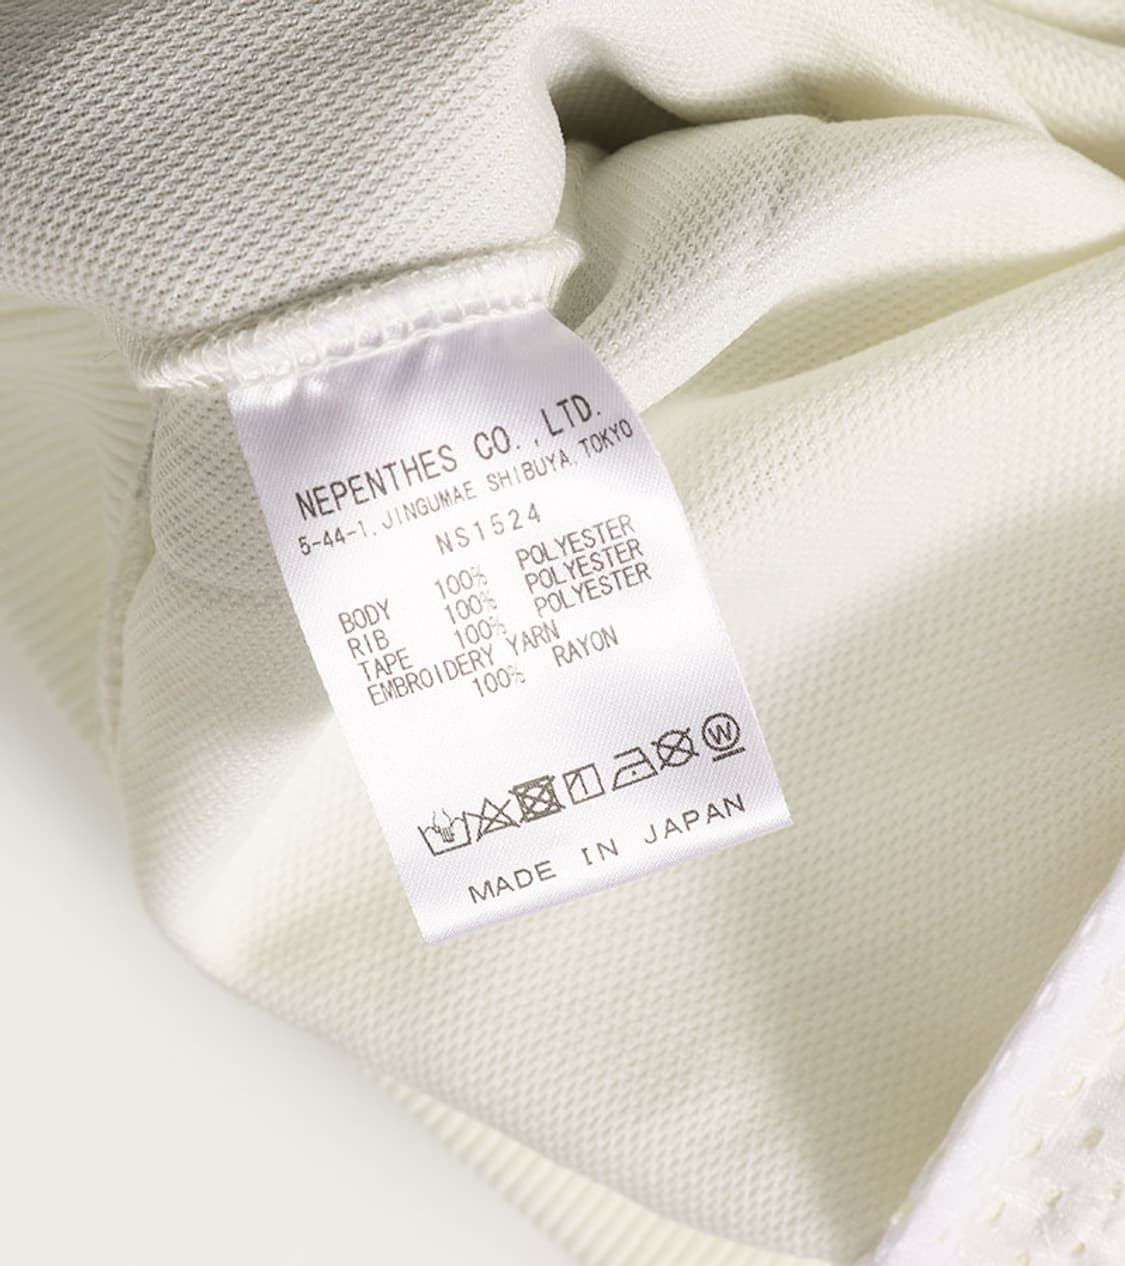 NEPENTHES CO.,LTD.
5-44-1, JINGUMAE SHIBUYA, TOKYO
NS1524
BODY 100% POLYESTER
RIB 100% POLYESTER
TAPE 100% POLYESTER
EMBROIDERY YARN
100% RAYON
W
MADE IN JAPAN